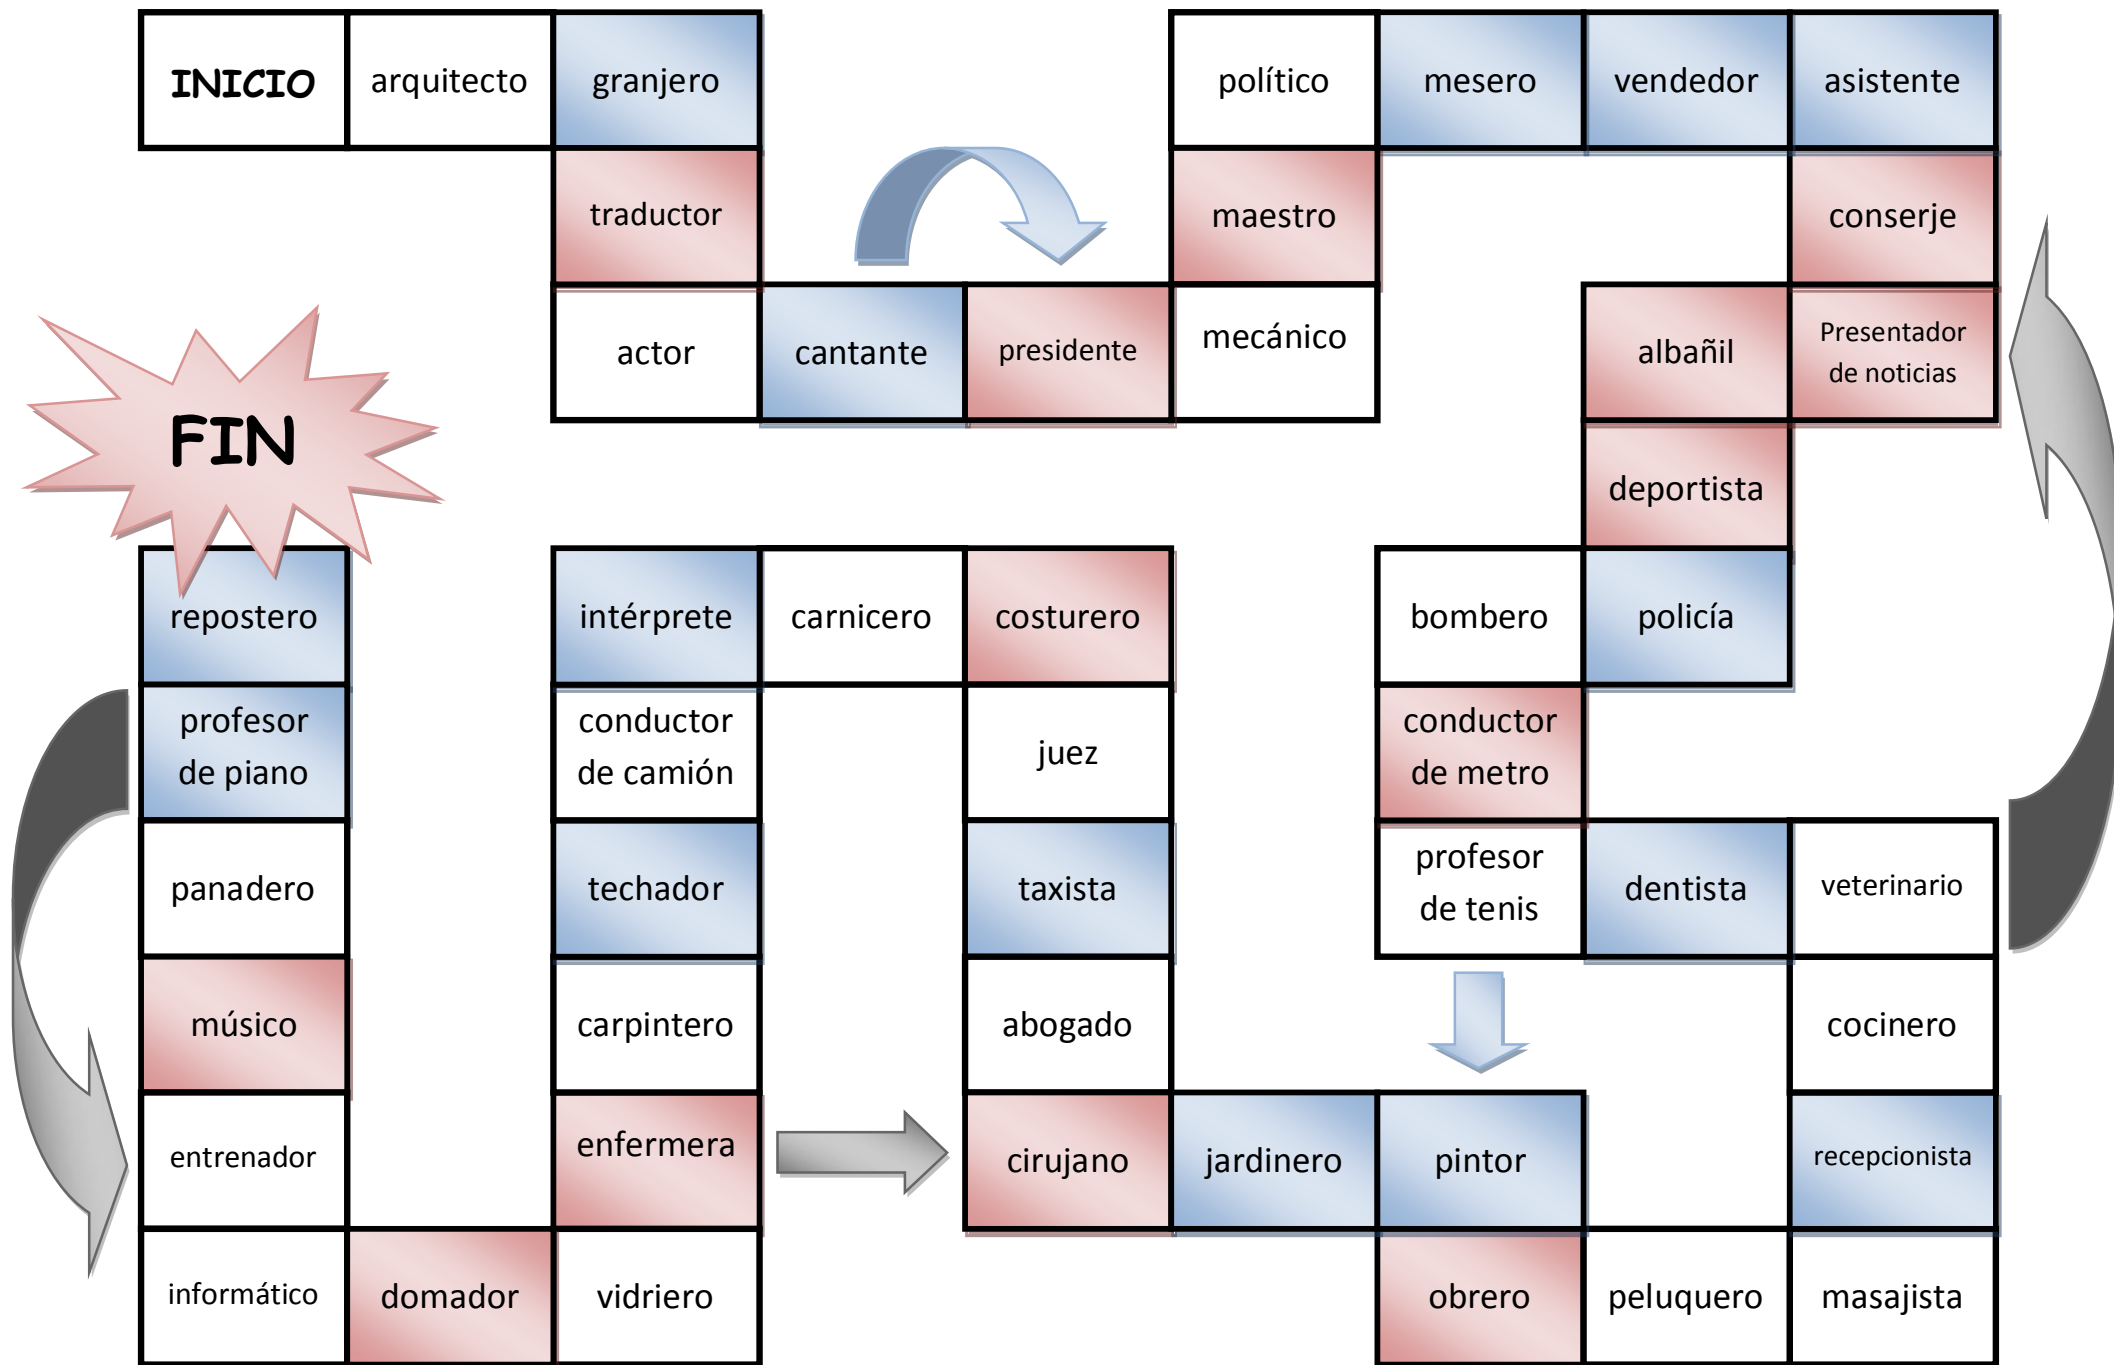 INICIO
arquitecto
granjero
político
mesero
vendedor
asistente
traductor
maestro
conserje
actor
cantante
presidente
mecánico
albañil
Presentador
de noticias
FIN
deportista
repostero
intérprete
carnicero
costurero
bombero
policía
profesor
de piano
conductor
de camión
juez
conductor
de metro
panadero
techador
taxista
profesor
de tenis
dentista
veterinario
músico
carpintero
abogado
cocinero
entrenador
enfermera
cirujano
jardinero
pintor
recepcionista
informático
domador
vidriero
obrero
peluquero
masajista